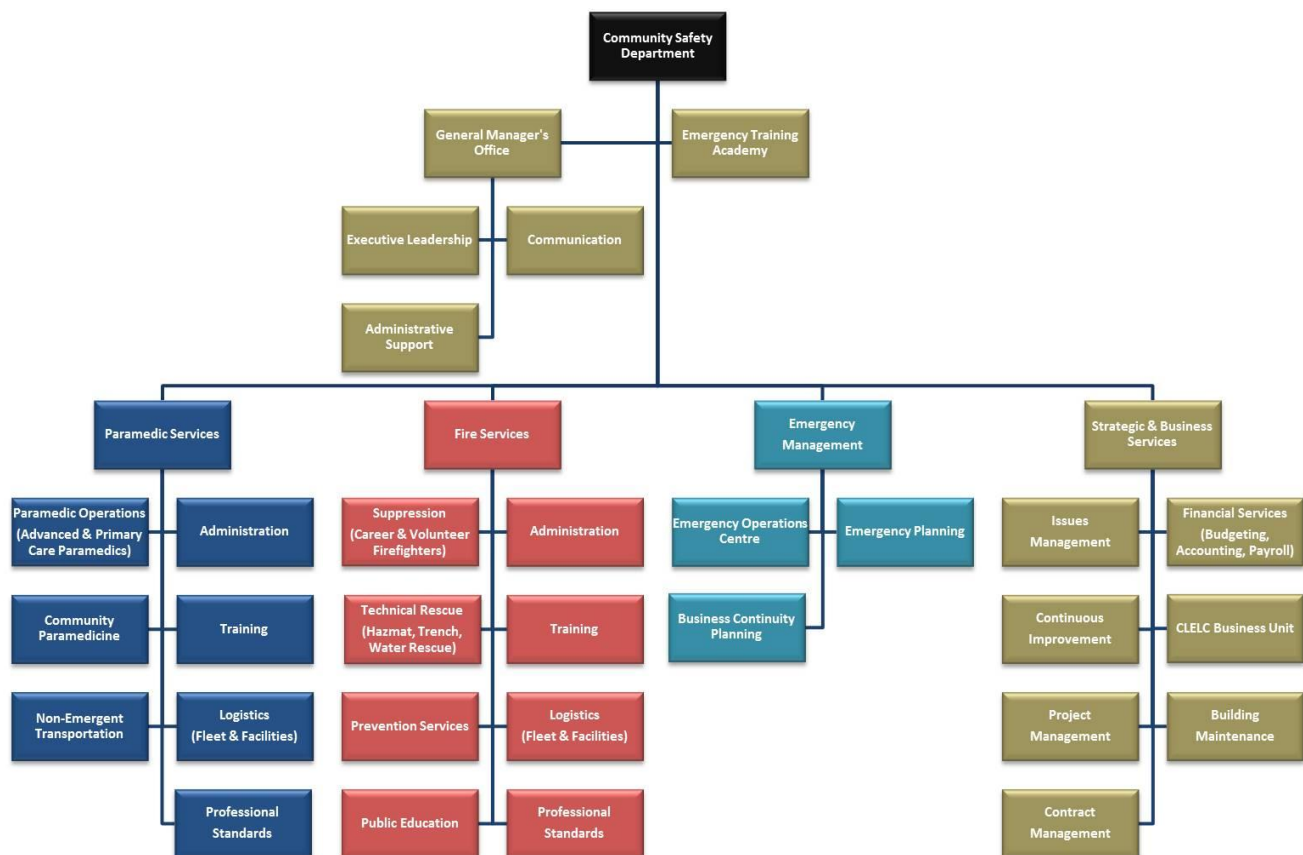 Community Safety
Department
General Manager's
Office
Emergency Training
Academy
Executive Leadership
Communication
Administrative
Support
Paramedic Services
Fire Services
Emergency
Management
Strategic & Business
Services
Paramedic Operations
(Advanced & Primary
Care Paramedics)
Administration
Suppression
(Career & Volunteer
Firefighters)
Administration
Emergency Operations
Centre
Emergency Planning
Issues
Management
Financial Services
(Budgeting,
Accounting, Payroll)
Community
Paramedicine
Training
Technical Rescue
(Hazmat, Trench,
Water Rescue)
Training
Business Continuity
Planning
Continuous
Improvement
CLELC Business Unit
Non-Emergent
Transportation
Logistics
(Fleet & Facilities)
Prevention Services
Logistics
(Fleet & Facilities)
Project
Management
Building
Maintenance
Professional
Standards
Public Education
Professional
Standards
Contract
Management